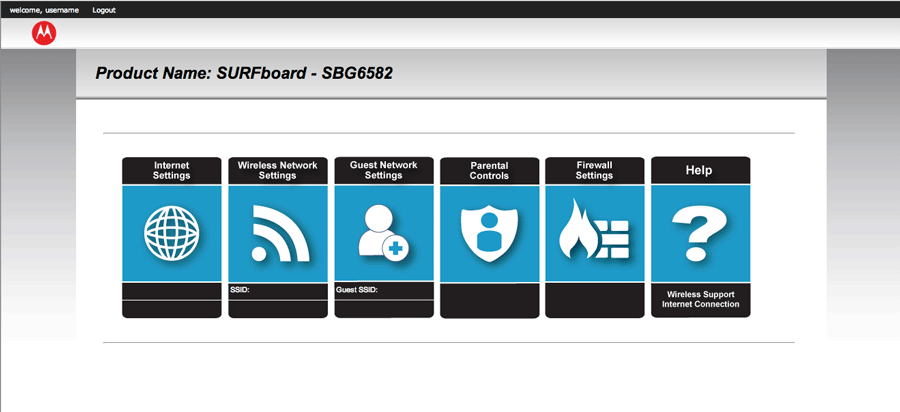 welcome, username Logout
Product Name: SURFboard - SBG6582
Internet
Settings
Wireless Network
Settings
Guest Network
Settings
Parental
Controls
Firewall
Settings
Help
SSID:
Guest SSID:
Wireless Support
Internet Connection